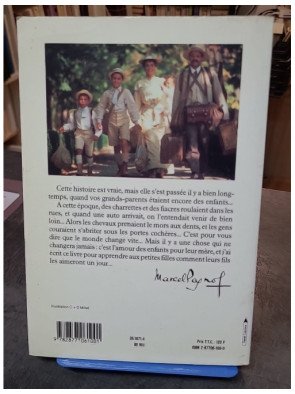 Cette histoire est vraie, mais elle s'est passée il y a bien long-
temps, quand vos grands-parents étaient encore des enfants...
A cette époque, des charrettes et des fiacres roulaient dans les
rues, et quand une auto arrivait, on l'entendait venir de bien
loin... Alors les chevaux prenaient le mors aux dents, et les gens
couraient s'abriter sous les portes cochères... C'est pour vous
dire que le monde change vite... Mais il y a une chose qui ne
changera jamais : c'est l'amour des enfants pour leur mère, et j'ai
écrit ce livre pour apprendre aux petites filles comment leurs fils
les aimeront un jour...
Marcel Pagnol
9 782877 061001